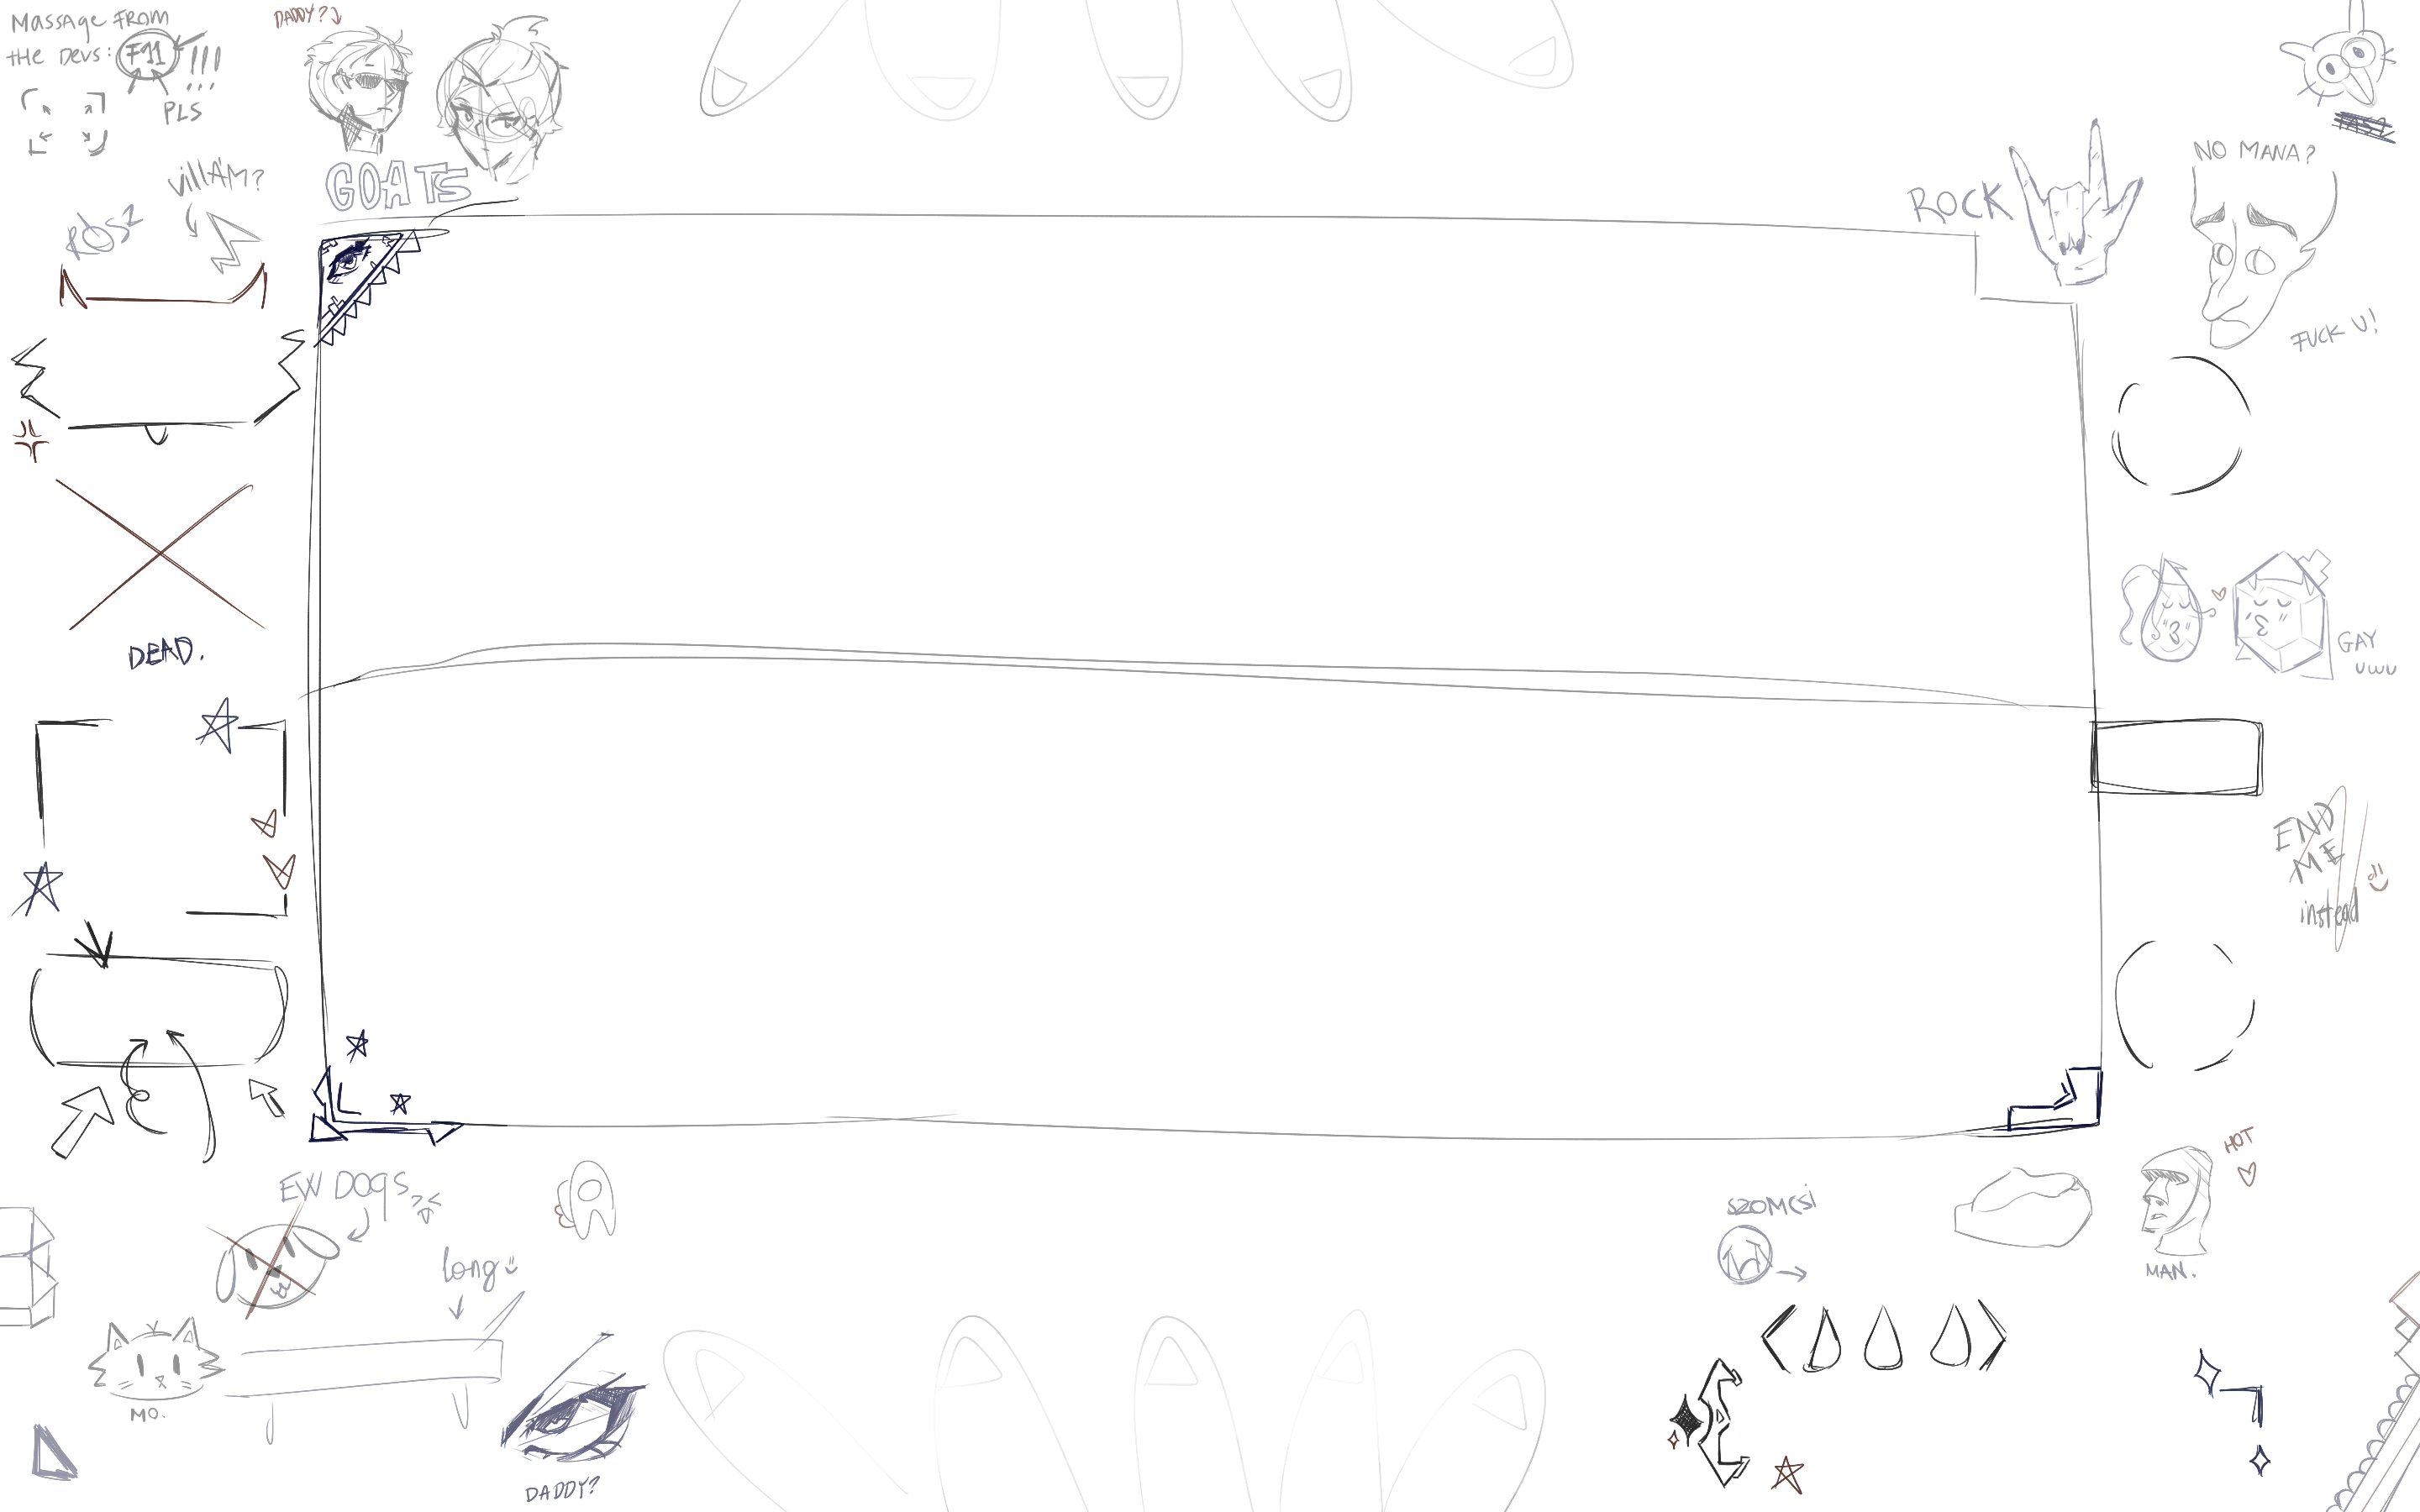 MASSAGE FROM
THE DEVS: F11 !!!
PLS
DADDY?
GOATS
VILLÁM?
ROSZ
ROCK
NO MANA?
FUCK U!
DEAD.
GAY
UWU
END
ME
instead
EW DOGS
long
MO.
DADDY?
SZOMCSI
HOT
MAN.